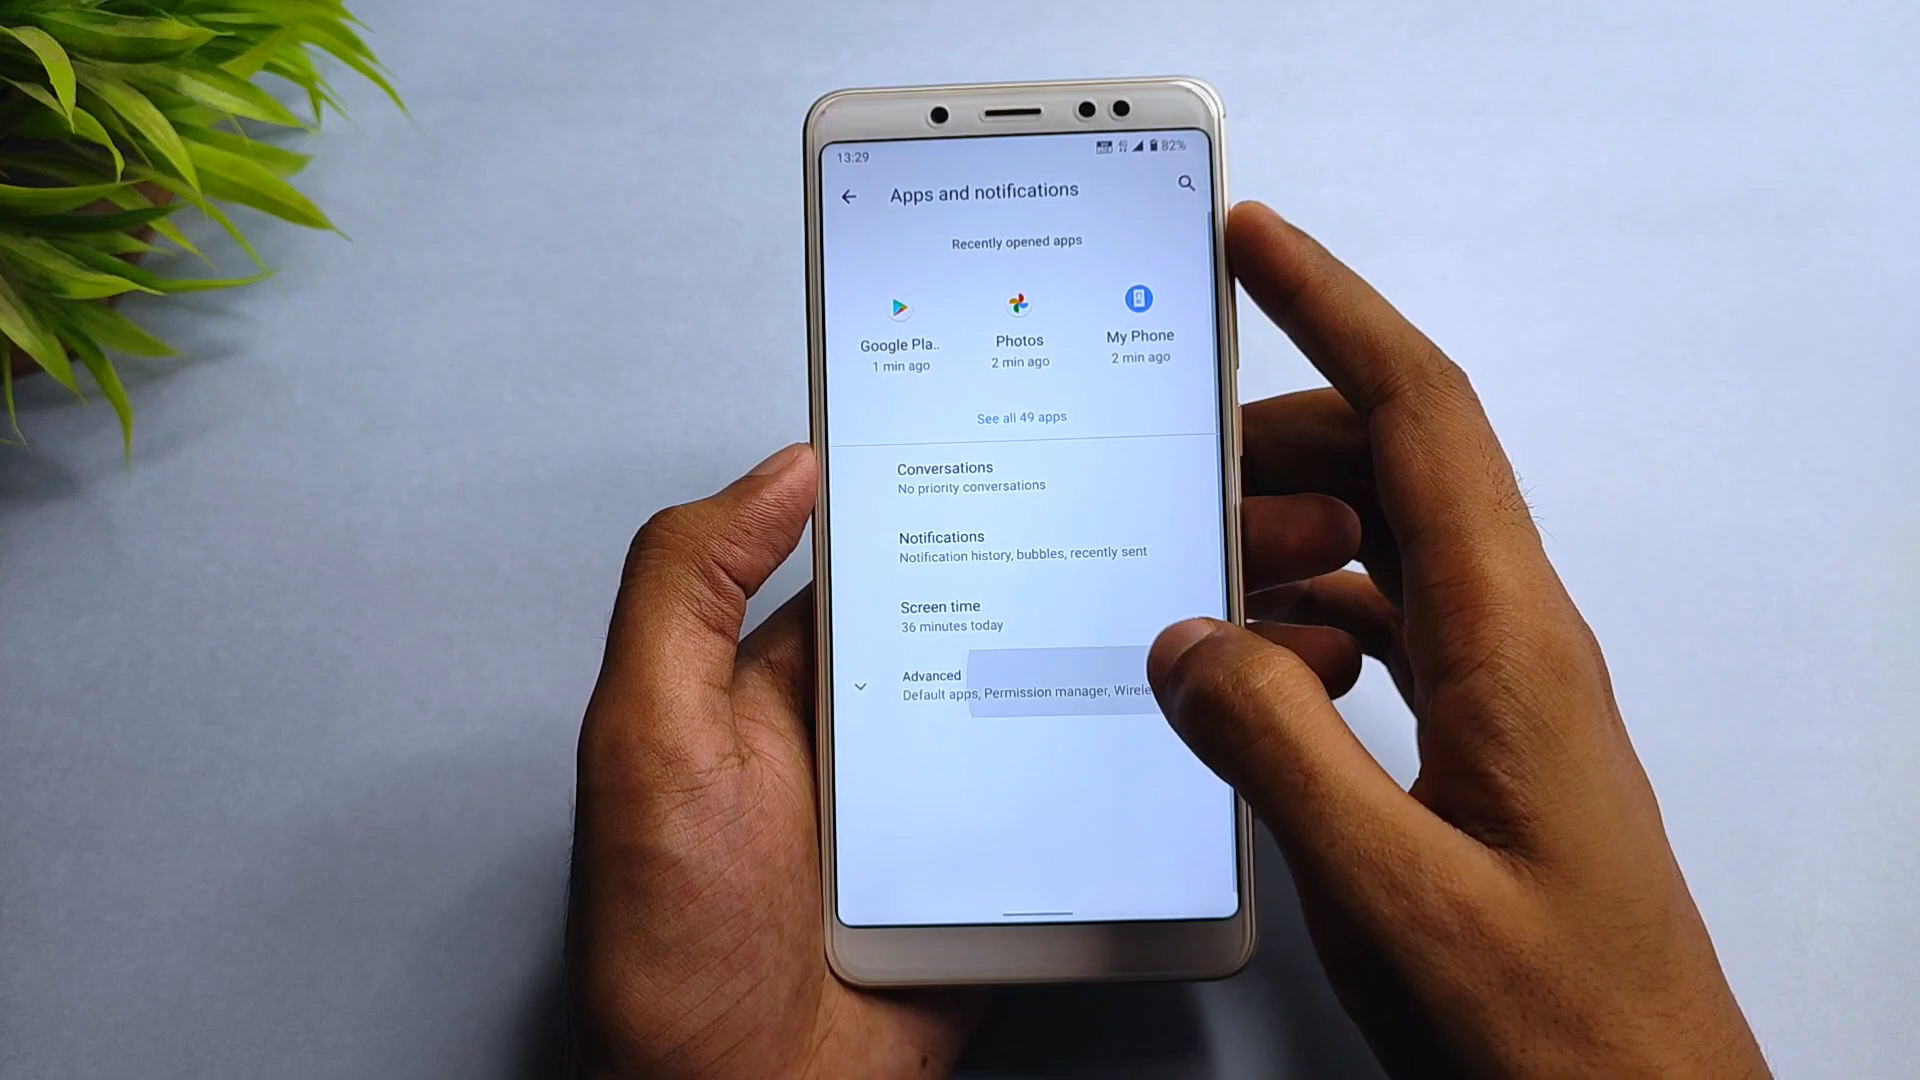 13:29
4G
82%
Apps and notifications
Recently opened apps
Google Pla..
Photos
My Phone
1 min ago
2 min ago
2 min ago
See all 49 apps
Conversations
No priority conversations
Notifications
Notification history, bubbles, recently sent
Screen time
36 minutes today
Advanced
Default apps, Permission manager, Wirele